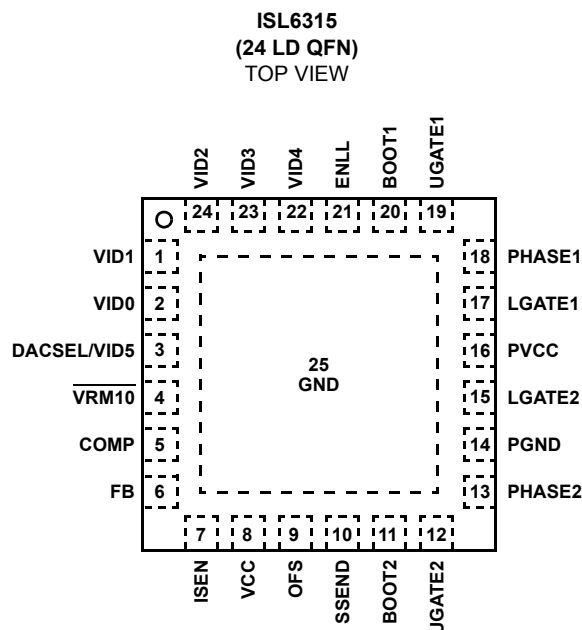 ISL6315
(24 LD QFN)
TOP VIEW
VID2 VID3 VID4 ENLL BOOT1 UGATE1
24 23 22 21 20 19
VID1 1 18 PHASE1
VID0 2 17 LGATE1
DACSEL/VID5 3 16 PVCC
25
GND
VRM10 4 15 LGATE2
COMP 5 14 PGND
FB 6 13 PHASE2
7 8 9 10 11 12
ISEN VCC OFS SSEND BOOT2 UGATE2